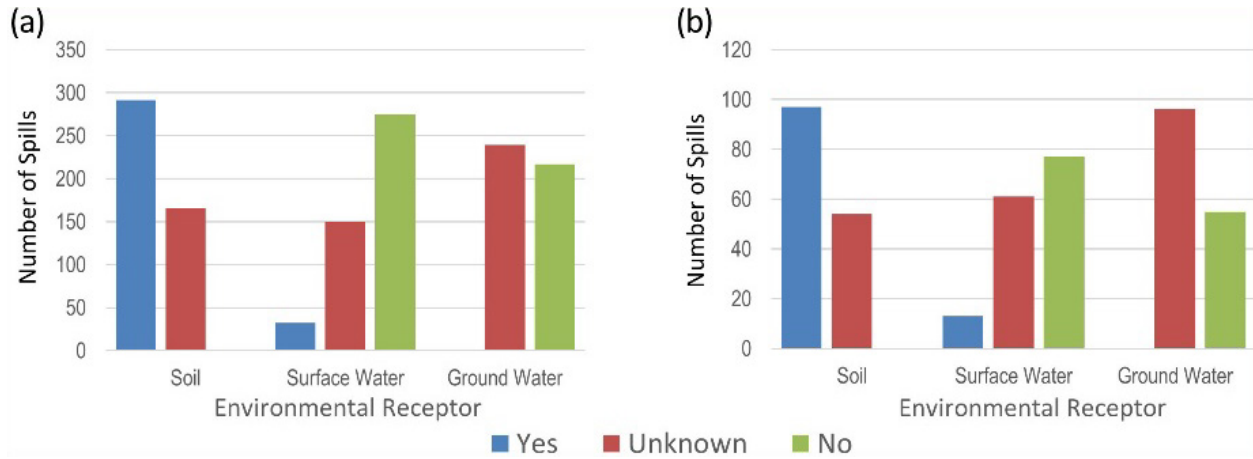 (a)
Number of Spills
350
300
250
200
150
100
50
0
Soil Surface Water Ground Water
Environmental Receptor
(b)
Number of Spills
120
100
80
60
40
20
0
Soil Surface Water Ground Water
Environmental Receptor
Yes Unknown No